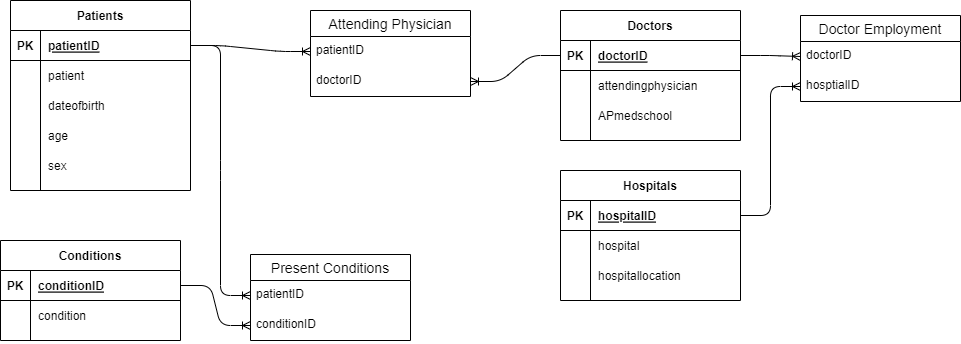 Patients
PK patientID
patient
dateofbirth
age
sex
Attending Physician
patientID
doctorID
Doctors
PK doctorID
attendingphysician
APmedschool
Doctor Employment
doctorID
hosptialID
Hospitals
PK hospitalID
hospital
hospitallocation
Conditions
PK conditionID
condition
Present Conditions
patientID
conditionID